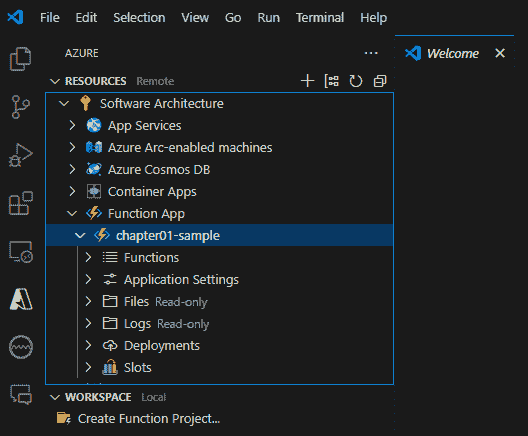 File Edit Selection View Go Run Terminal Help
AZURE
Welcome
RESOURCES Remote
Software Architecture
App Services
Azure Arc-enabled machines
Azure Cosmos DB
Container Apps
Function App
chapter01-sample
Functions
Application Settings
Files Read-only
Logs Read-only
Deployments
Slots
WORKSPACE Local
Create Function Project...